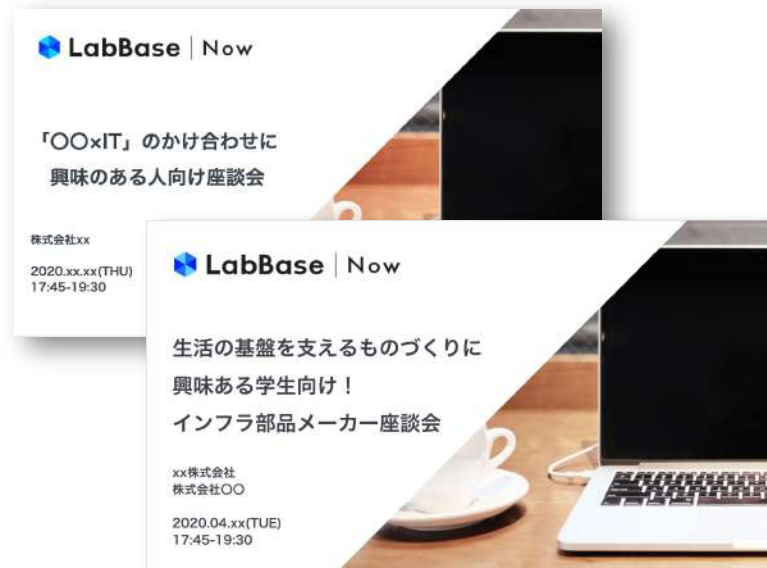 LabBase | Now
「〇〇×IT」のかけ合わせに
興味のある人向け座談会
株式会社xx
2020.xx.xx(THU)
17:45-19:30
LabBase | Now
生活の基盤を支えるものづくりに
興味ある学生向け！
インフラ部品メーカー座談会
xx株式会社
株式会社〇〇
2020.04.xx(TUE)
17:45-19:30